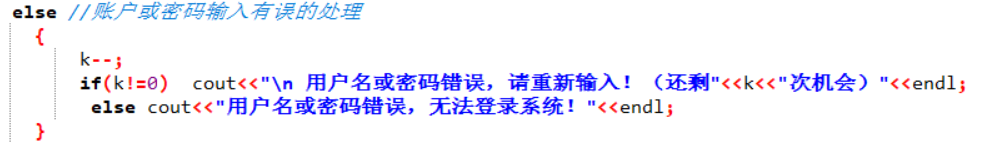 else //账户或密码输入有误的处理
{
k--;
if(k!=0)  cout<<"\n 用户名或密码错误，请重新输入！（还剩"<<k<<"次机会）"<<endl;
else cout<<"用户名或密码错误，无法登录系统！"<<endl;
}